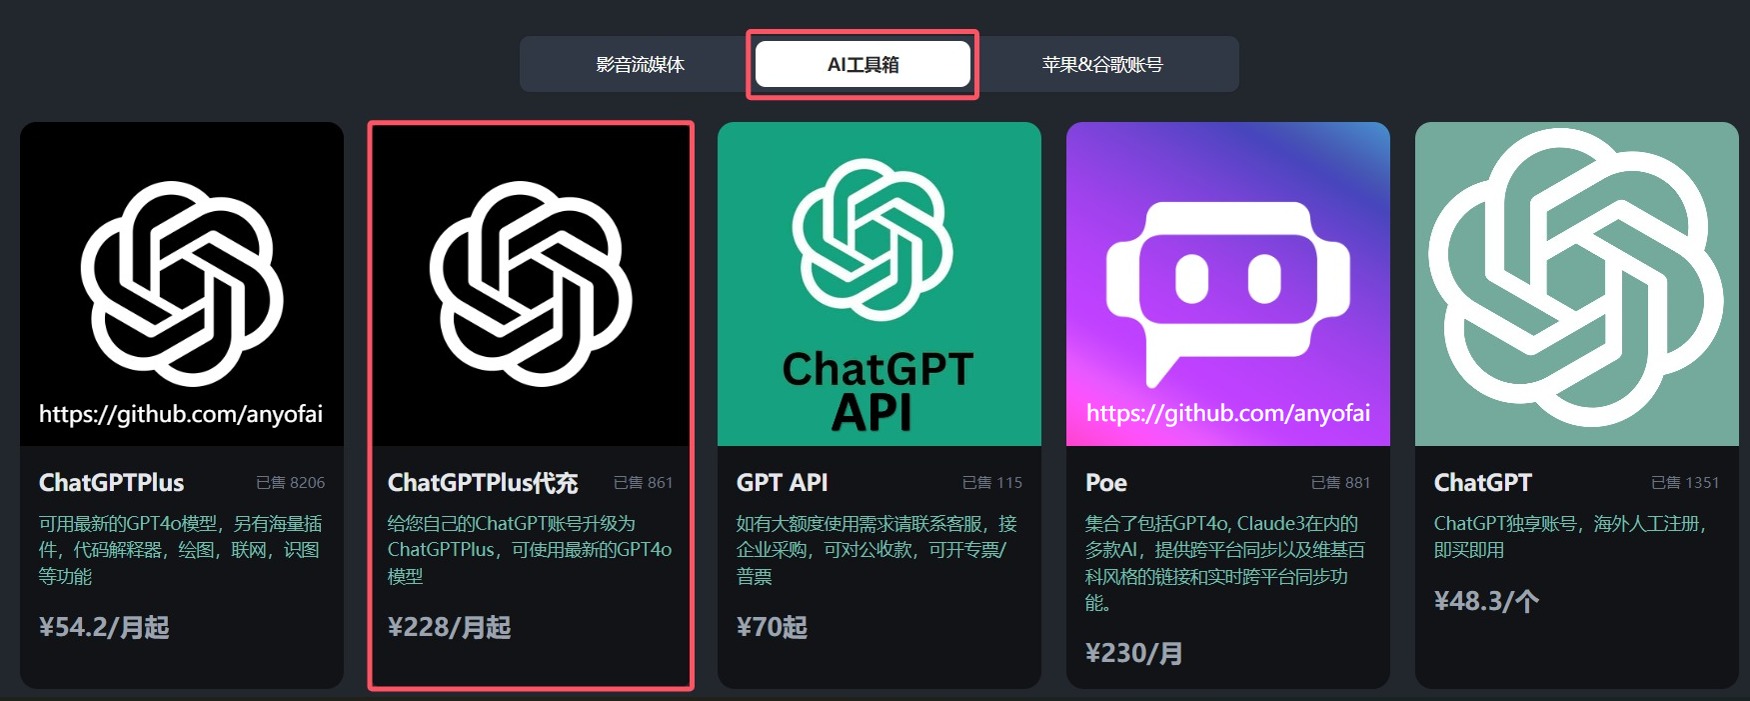 影音流媒体
AI工具箱
苹果&谷歌账号
https://github.com/anyofai
ChatGPTPlus
已售 8206
可用最新的GPT4o模型，另有海量插
件，代码解释器，绘图，联网，识图
等功能
¥54.2/月起
ChatGPTPlus代充
已售 861
给您自己的ChatGPT账号升级为
ChatGPTPlus，可使用最新的GPT4o
模型
¥228/月起
ChatGPT
API
GPT API
已售 115
如有大额度使用需求请联系客服，接
企业采购，可对公收款，可开专票/
普票
¥70起
https://github.com/anyofai
Poe
已售 881
集合了包括GPT4o, Claude3在内的
多款AI，提供跨平台同步以及维基百
科风格的链接和实时跨平台同步功
能。
¥230/月
ChatGPT
已售 1351
ChatGPT独享账号，海外人工注册，
即买即用
¥48.3/个